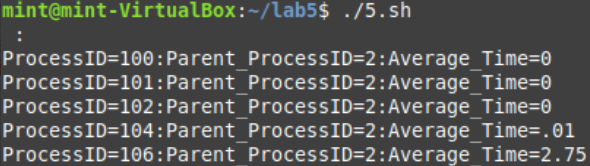 mint@mint-VirtualBox:~/lab5$ ./5.sh
:
ProcessID=100:Parent_ProcessID=2:Average_Time=0
ProcessID=101:Parent_ProcessID=2:Average_Time=0
ProcessID=102:Parent_ProcessID=2:Average_Time=0
ProcessID=104:Parent_ProcessID=2:Average_Time=.01
ProcessID=106:Parent_ProcessID=2:Average_Time=2.75